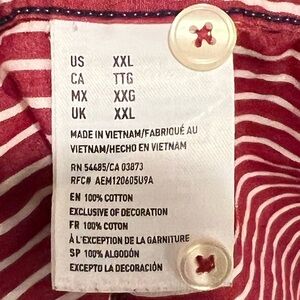 US XXL
CA TTG
MX XXG
UK XXL
MADE IN VIETNAM/FABRIQUÉ AU
VIETNAM/HECHO EN VIETNAM
RN 54485/CA 03873
RFC# AEM120605U9A
EN 100% COTTON
EXCLUSIVE OF DECORATION
FR 100% COTON
À L'EXCEPTION DE LA GARNITURE
SP 100% ALGODÓN
EXCEPTO LA DECORACIÓN